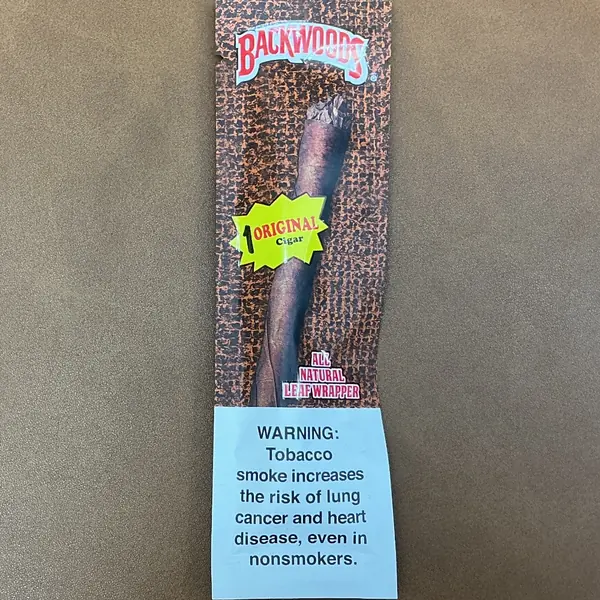 BACKWOODS®
1 ORIGINAL
Cigar
ALL
NATURAL
LEAF WRAPPER
WARNING:
Tobacco
smoke increases
the risk of lung
cancer and heart
disease, even in
nonsmokers.